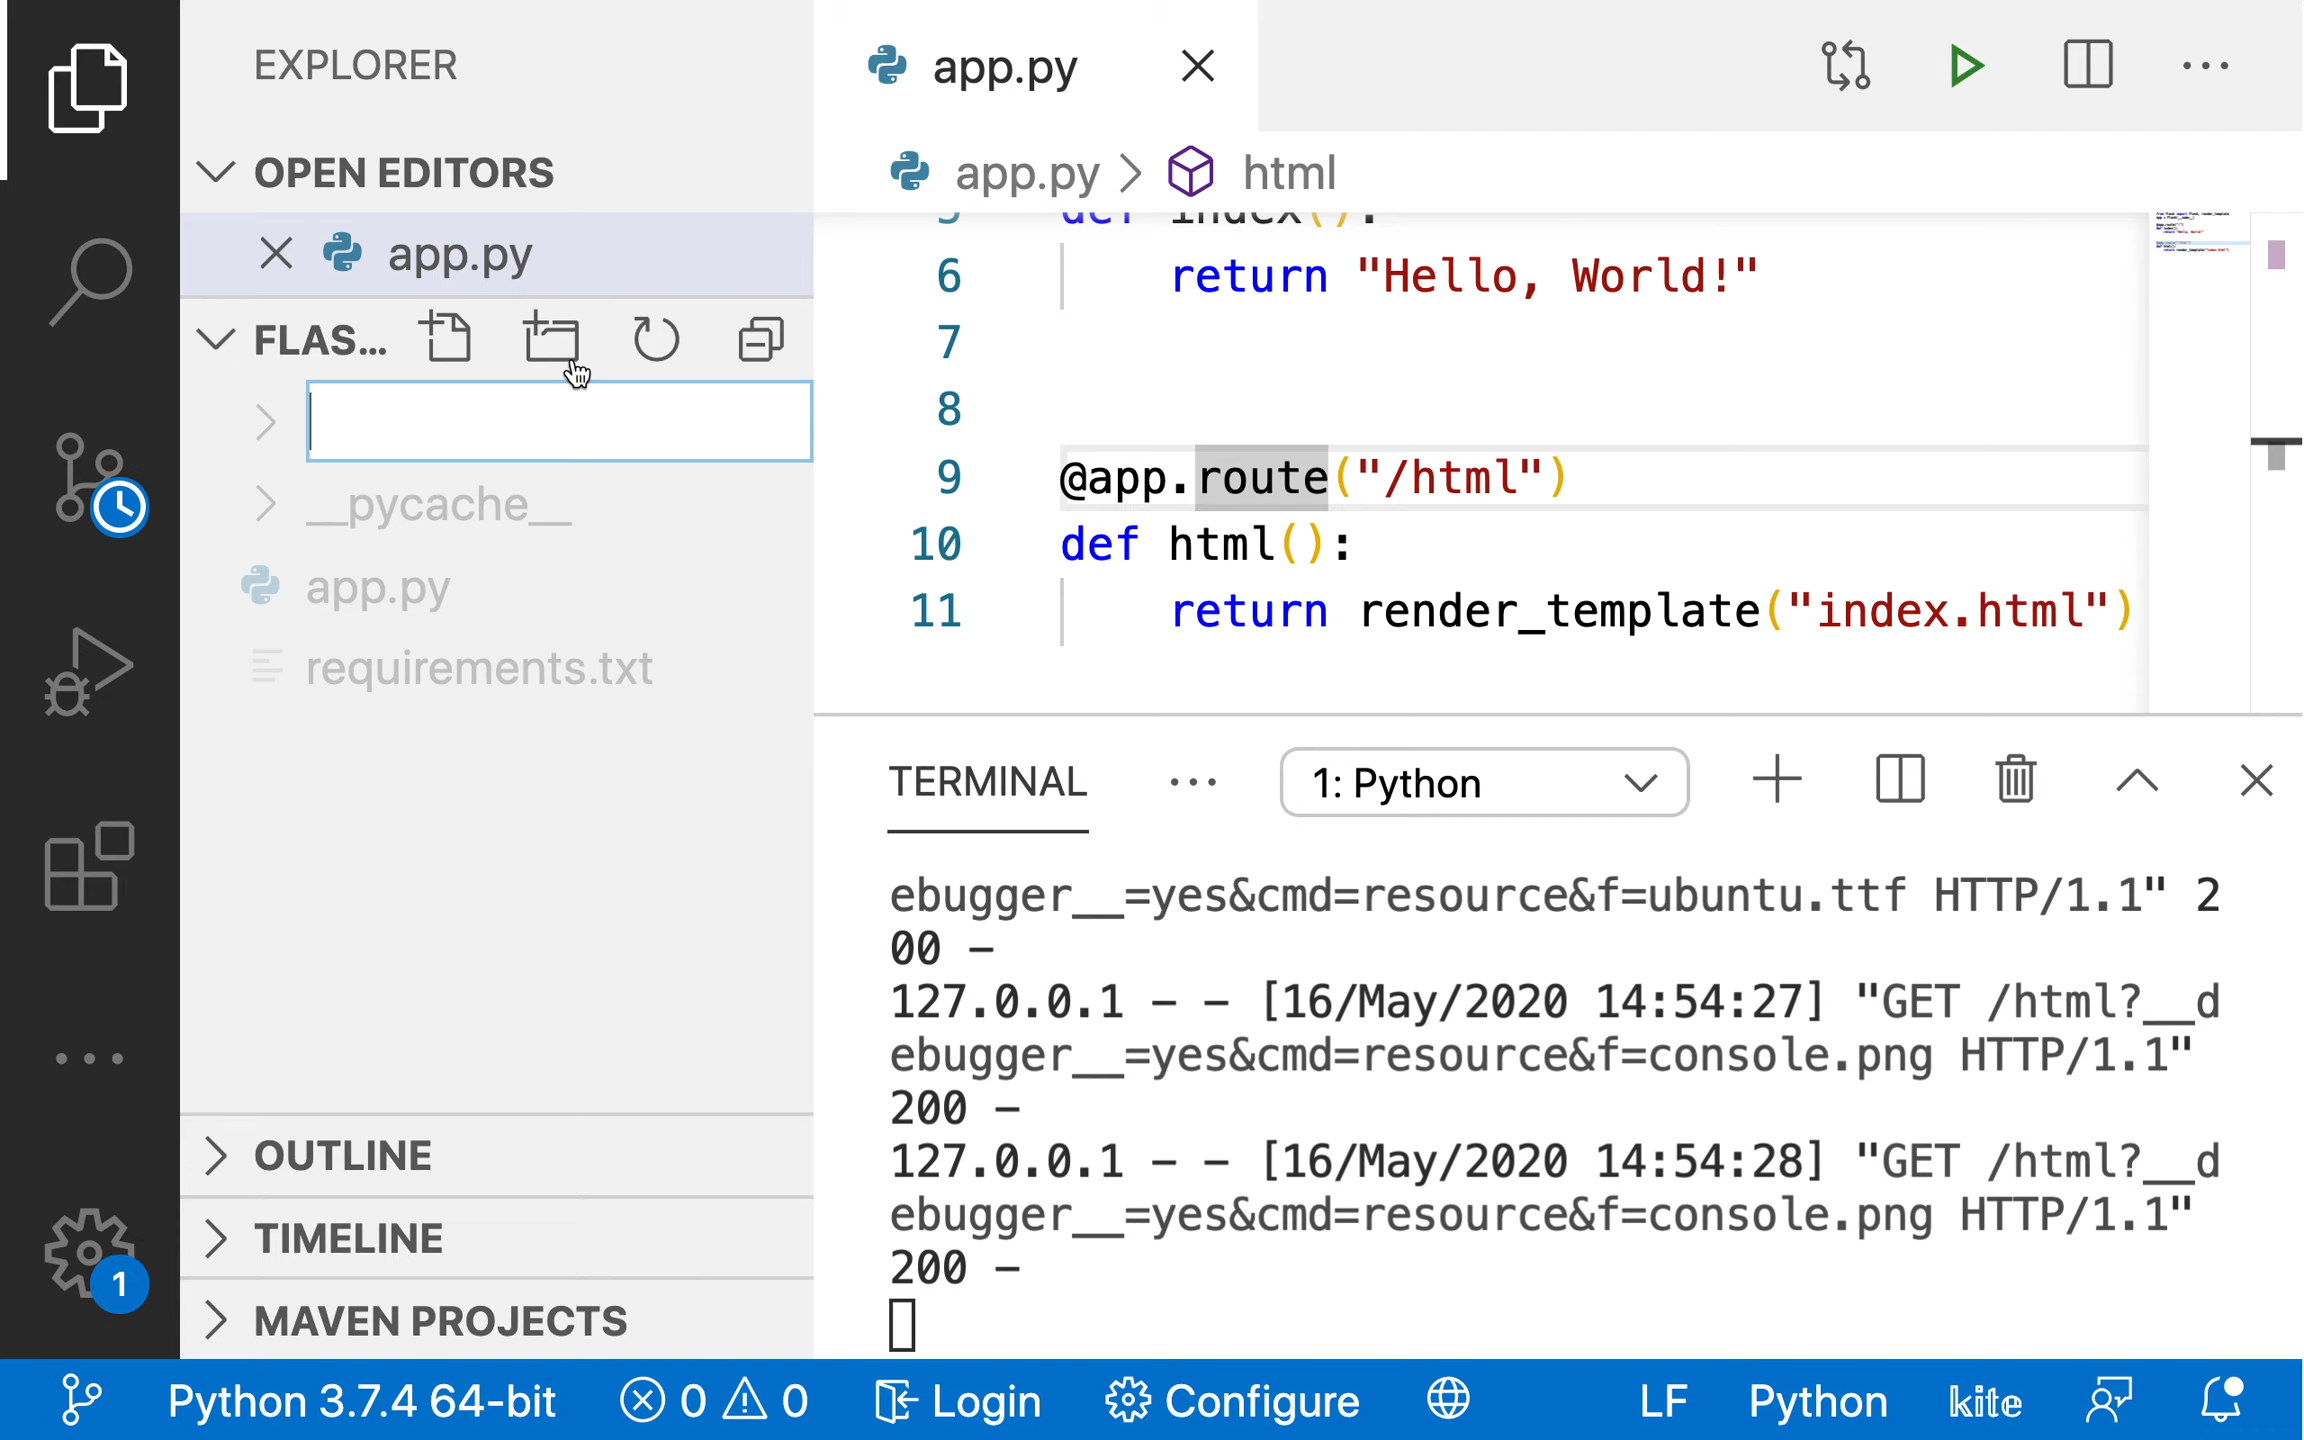 EXPLORER
OPEN EDITORS
app.py
FLAS...
__pycache__
app.py
requirements.txt
OUTLINE
TIMELINE
MAVEN PROJECTS
1
app.py
app.py > html
5 def index():
6 return "Hello, World!"
7
8
9 @app.route("/html")
10 def html():
11 return render_template("index.html")
TERMINAL ... 1: Python
ebugger__=yes&cmd=resource&f=ubuntu.ttf HTTP/1.1" 2
00 -
127.0.0.1 - - [16/May/2020 14:54:27] "GET /html?__d
ebugger__=yes&cmd=resource&f=console.png HTTP/1.1"
200 -
127.0.0.1 - - [16/May/2020 14:54:28] "GET /html?__d
ebugger__=yes&cmd=resource&f=console.png HTTP/1.1"
200 -
Python 3.7.4 64-bit 0 0 Login Configure LF Python kite